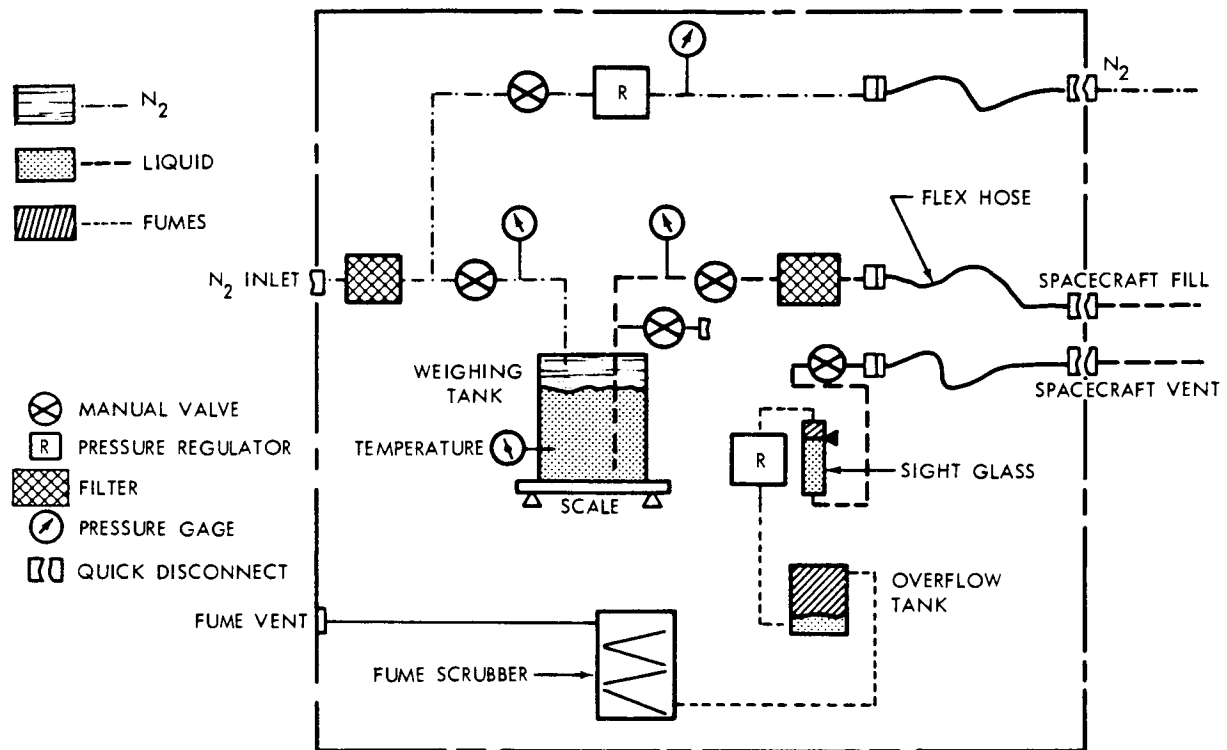 N2
LIQUID
FUMES
MANUAL VALVE
R PRESSURE REGULATOR
FILTER
PRESSURE GAGE
QUICK DISCONNECT
R
N2
N2 INLET
FLEX HOSE
SPACECRAFT FILL
SPACECRAFT VENT
WEIGHING
TANK
TEMPERATURE
SCALE
R
SIGHT GLASS
OVERFLOW
TANK
FUME VENT
FUME SCRUBBER